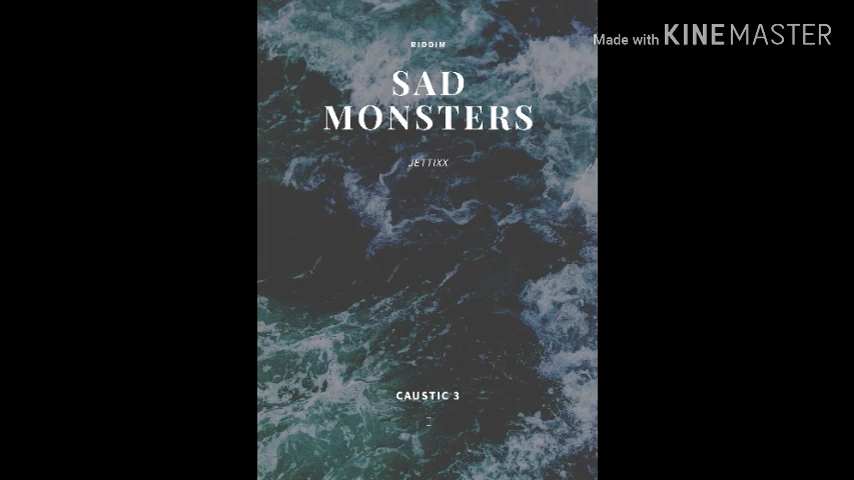 RIDDIM
Made with KINEMASTER
SAD
MONSTERS
JETTIXX
CAUSTIC 3